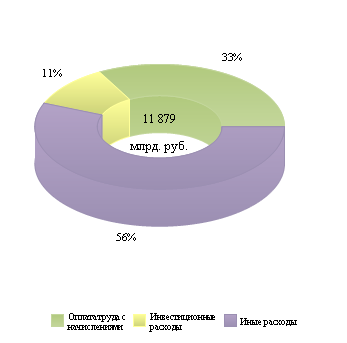 33%
11%
11 879
млрд. руб.
56%
Оплата труда с
начислениями
Инвестиционные
расходы
Иные расходы